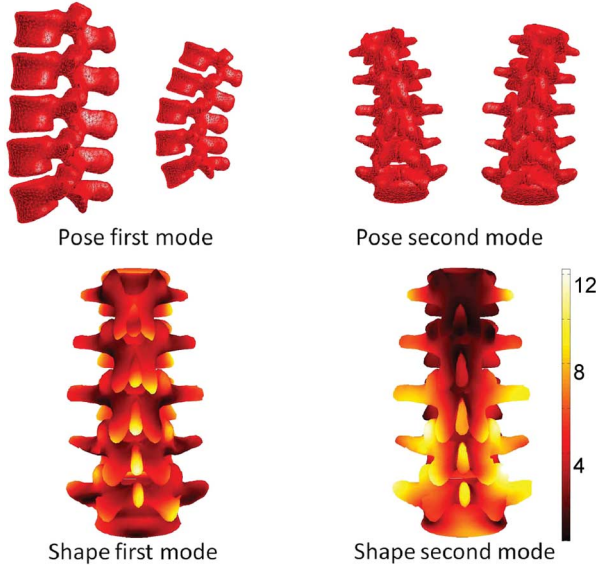 Pose first mode
Pose second mode
12
8
4
Shape first mode
Shape second mode